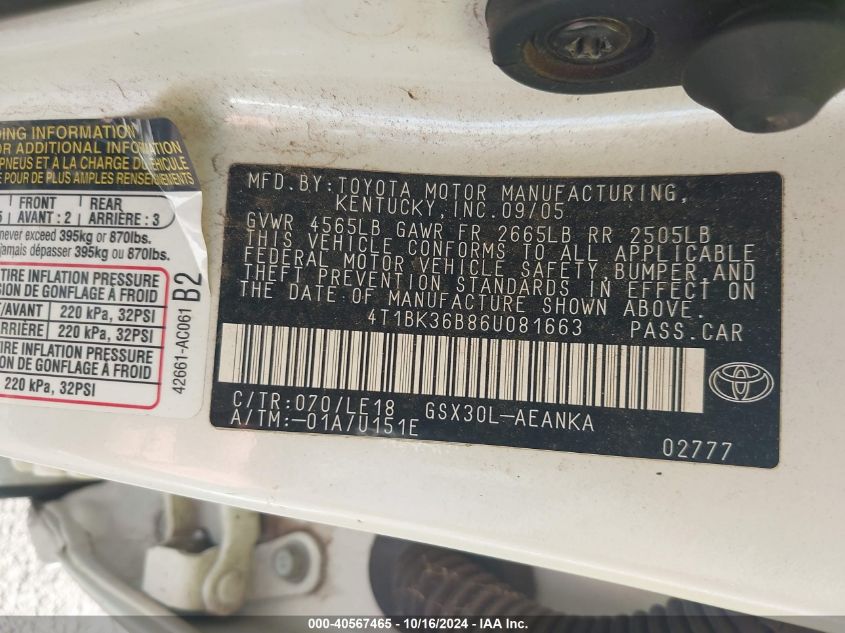 DING INFORMATION
OR ADDITIONAL INFORMATION
PNEUS ET À LA CHARGE DU VÉHICULE
POUR DE PLUS AMPLES RENSEIGNEMENTS
FRONT REAR
AVANT : 2 ARRIÈRE : 3
never exceed 395kg or 870lbs.
jamais dépasser 395kg ou 870lbs.
TIRE INFLATION PRESSURE
SION DE GONFLAGE À FROID
/AVANT 220 kPa, 32PSI
ARRIÈRE 220 kPa, 32PSI
TIRE INFLATION PRESSURE
SION DE GONFLAGE À FROID
220 kPa, 32PSI
42661-AC061 B2
MFD.BY:TOYOTA MOTOR MANUFACTURING,
KENTUCKY,INC.09/05
GVWR 4565LB GAWR FR 2665LB RR 2505LB
THIS VEHICLE CONFORMS TO ALL APPLICABLE
FEDERAL MOTOR VEHICLE SAFETY,BUMPER AND
THEFT PREVENTION STANDARDS IN EFFECT ON
THE DATE OF MANUFACTURE SHOWN ABOVE.
4T1BK36B86U081663 PASS.CAR
C/TR:070/LE18 GSX30L-AEANKA
A/TM:-01A/U151E
02777
000-40567465 - 10/16/2024 - IAA Inc.